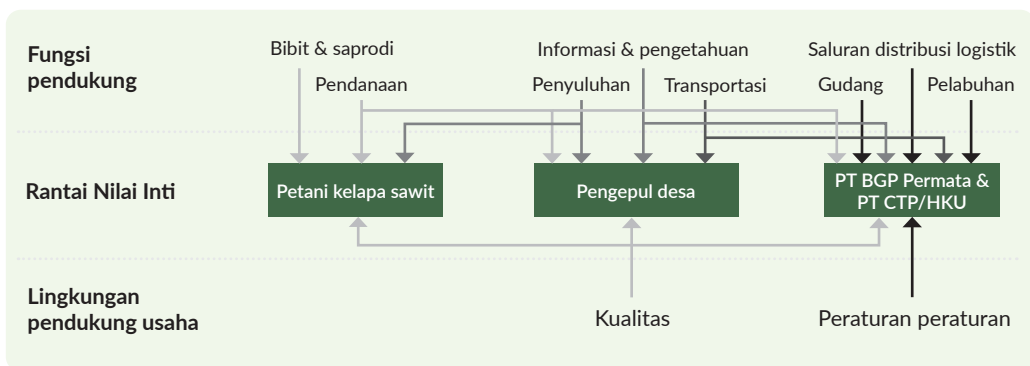 Fungsi
pendukung
Bibit & saprodi
Informasi & pengetahuan
Saluran distribusi logistik
Pendanaan
Penyuluhan
Transportasi
Gudang
Pelabuhan
Rantai Nilai Inti
Petani kelapa sawit
Pengepul desa
PT BGP Permata &
PT CTP/HKU
Lingkungan
pendukung usaha
Kualitas
Peraturan peraturan